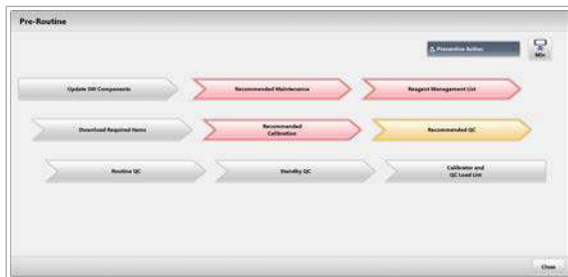 Pre-Routine
Preventive Action
MDs
Update SW Components
Recommended Maintenance
Reagent Management List
Download Required Items
Recommended
Calibration
Recommended QC
Routine QC
Standby QC
Calibrator and
QC Load List
Close